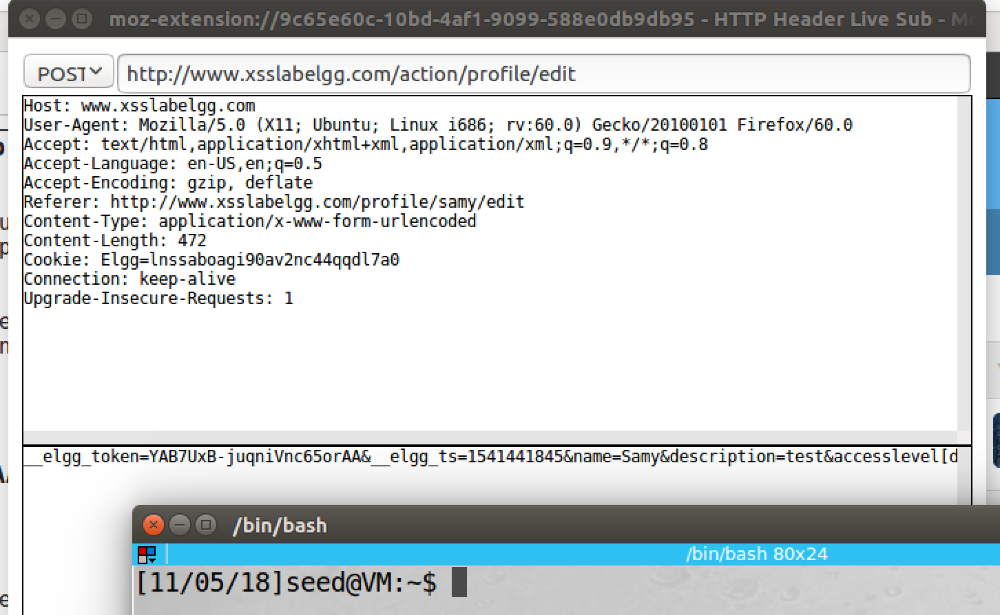 moz-extension://9c65e60c-10bd-4af1-9099-588e0db9db95 - HTTP Header Live Sub -
POST http://www.xsslabelgg.com/action/profile/edit
Host: www.xsslabelgg.com
User-Agent: Mozilla/5.0 (X11; Ubuntu; Linux i686; rv:60.0) Gecko/20100101 Firefox/60.0
Accept: text/html,application/xhtml+xml,application/xml;q=0.9,*/*;q=0.8
Accept-Language: en-US,en;q=0.5
Accept-Encoding: gzip, deflate
Referer: http://www.xsslabelgg.com/profile/samy/edit
Content-Type: application/x-www-form-urlencoded
Content-Length: 472
Cookie: Elgg=lnssaboagi90av2nc44qqdl7a0
Connection: keep-alive
Upgrade-Insecure-Requests: 1
__elgg_token=YAB7UxB-juqniVnc65orAA&__elgg_ts=1541441845&name=Samy&description=test&accesslevel[d
/bin/bash
/bin/bash 80x24
[11/05/18]seed@VM:~$